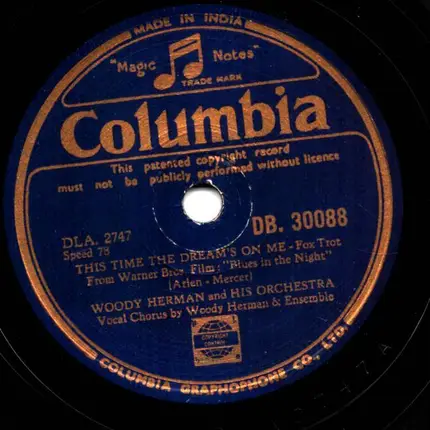 MADE IN INDIA
"Magic Notes"
TRADE MARK
Columbia
This patented copyright record
must not be publicly performed without licence
DLA. 2747
Speed 78
DB. 30088
THIS TIME THE DREAM'S ON ME - Fox Trot
From Warner Bros. Film: "Blues in the Night"
(Arlen - Mercer)
WOODY HERMAN and HIS ORCHESTRA
Vocal Chorus by Woody Herman & Ensemble
COPYRIGHT
CONTROL
COLUMBIA GRAPHOPHONE CO., LTD.